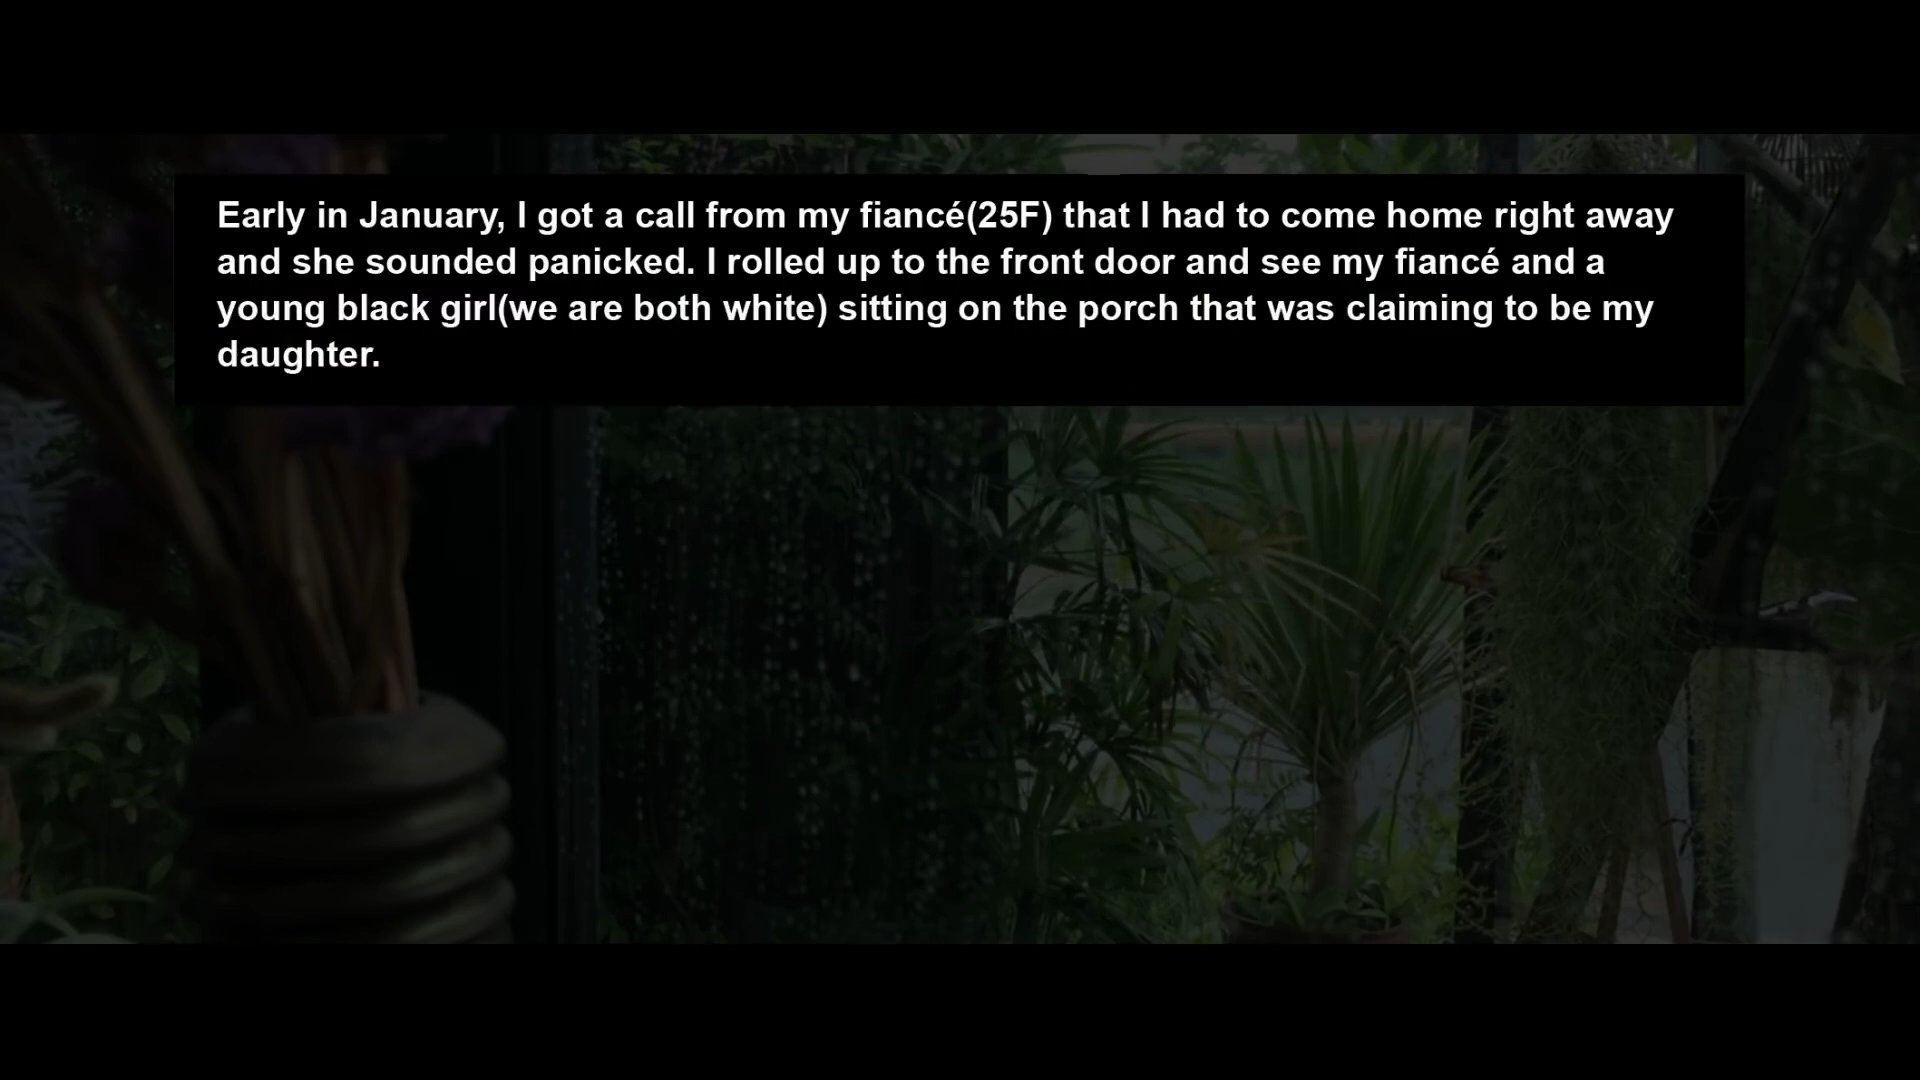 Early in January, I got a call from my fiancé(25F) that I had to come home right away
and she sounded panicked. I rolled up to the front door and see my fiancé and a
young black girl(we are both white) sitting on the porch that was claiming to be my
daughter.